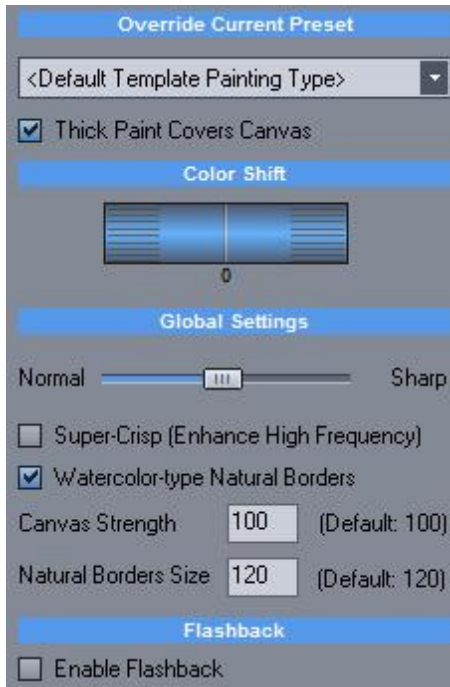 Override Current Preset
<Default Template Painting Type>
Thick Paint Covers Canvas
Color Shift
0
Global Settings
Normal Sharp
Super-Crisp (Enhance High Frequency)
Watercolor-type Natural Borders
Canvas Strength 100 (Default: 100)
Natural Borders Size 120 (Default: 120)
Flashback
Enable Flashback